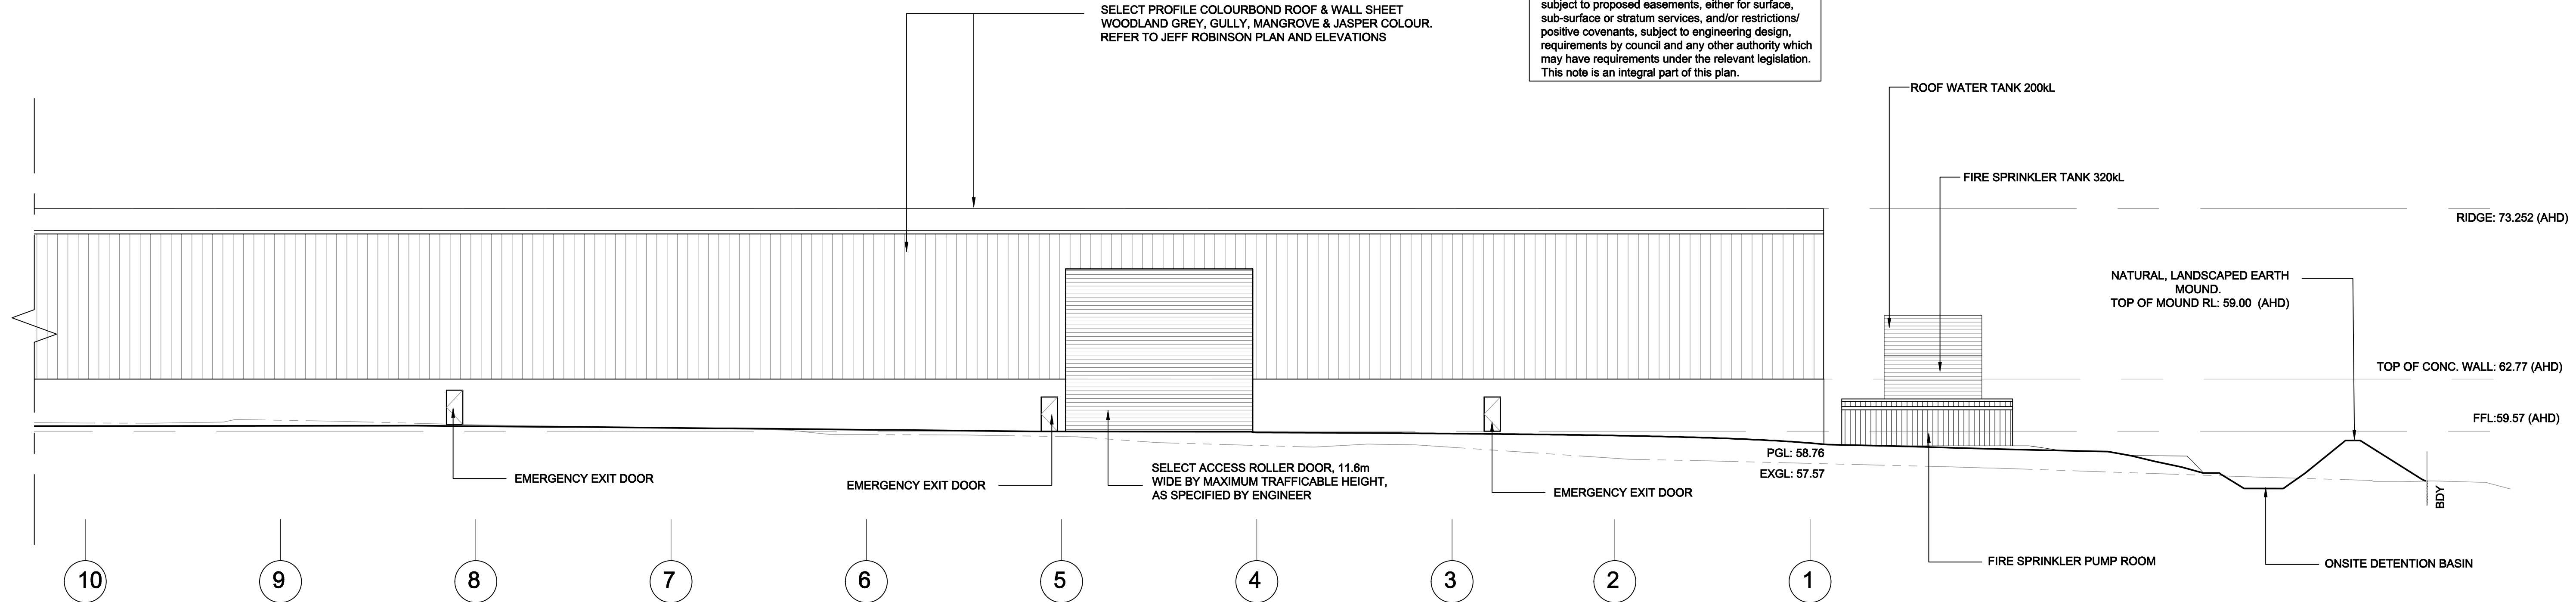 SELECT PROFILE COLOURBOND ROOF & WALL SHEET
WOODLAND GREY, GULLY, MANGROVE & JASPER COLOUR.
REFER TO JEFF ROBINSON PLAN AND ELEVATIONS
subject to proposed easements, either for surface,
sub-surface or stratum services, and/or restrictions/
positive covenants, subject to engineering design,
requirements by council and any other authority which
may have requirements under the relevant legislation.
This note is an integral part of this plan.
ROOF WATER TANK 200kL
FIRE SPRINKLER TANK 320kL
RIDGE: 73.252 (AHD)
NATURAL, LANDSCAPED EARTH
MOUND.
TOP OF MOUND RL: 59.00 (AHD)
TOP OF CONC. WALL: 62.77 (AHD)
FFL:59.57 (AHD)
PGL: 58.76
EXGL: 57.57
EMERGENCY EXIT DOOR
EMERGENCY EXIT DOOR
SELECT ACCESS ROLLER DOOR, 11.6m
WIDE BY MAXIMUM TRAFFICABLE HEIGHT,
AS SPECIFIED BY ENGINEER
EMERGENCY EXIT DOOR
BDY
FIRE SPRINKLER PUMP ROOM
ONSITE DETENTION BASIN
10
9
8
7
6
5
4
3
2
1